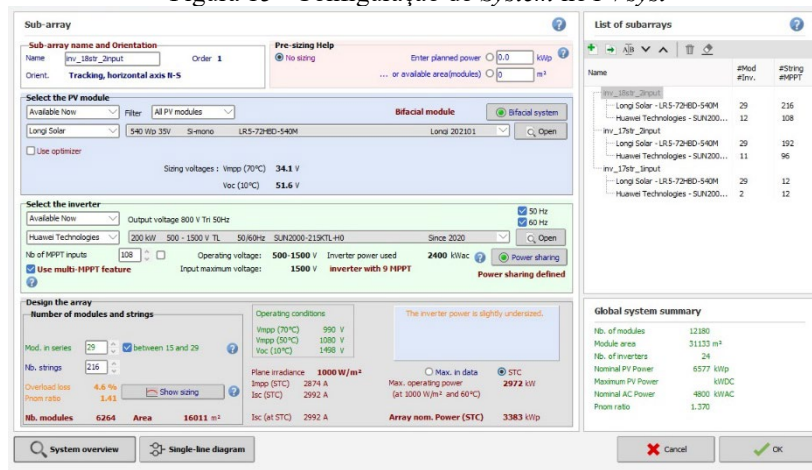 Sub-array
Sub-array name and Orientation
Name inv_18str_2input Order 1
Orient. Tracking, horizontal axis N-S
Pre-sizing Help
No sizing Enter planned power 0.0 kWp
... or available area(modules) 0 m²
Select the PV module
Available Now Filter All PV modules Bifacial module Bifacial system
Longi Solar 540 Wp 35V Si-mono LR5-72HBD-540M Longi 202101 Open
Use optimizer
Sizing voltages : Vmpp (70°C) 34.1 V
Voc (10°C) 51.6 V
Select the inverter
Available Now Output voltage 800 V Tri 50Hz
50 Hz
60 Hz
Huawei Technologies 200 kW 500 - 1500 V TL 50/60Hz SUN2000-215KTL-H0 Since 2020 Open
Nb of MPPT inputs 108 Operating voltage: 500-1500 V Inverter power used 2400 kWac Power sharing
Use multi-MPPT feature Input maximum voltage: 1500 V inverter with 9 MPPT Power sharing defined
Design the array
Number of modules and strings
Mod. in series 29 between 15 and 29
Nb. strings 216
Overload loss 4.6 %
Pnom ratio 1.41
Show sizing
Nb. modules 6264 Area 16011 m²
Operating conditions
Vmpp (70°C) 990 V
Vmpp (50°C) 1080 V
Voc (10°C) 1498 V
The inverter power is slightly undersized.
Plane irradiance 1000 W/m²
Impp (STC) 2874 A
Isc (STC) 2992 A
Isc (at STC) 2992 A
Max. in data STC
Max. operating power 2972 kW
(at 1000 W/m² and 60°C)
Array nom. Power (STC) 3383 kWp
List of subarrays
Name #Mod #String
#Inv. #MPPT
inv_18str_2input
Longi Solar - LR5-72HBD-540M 29 216
Huawei Technologies - SUN200... 12 108
inv_17str_2input
Longi Solar - LR5-72HBD-540M 29 192
Huawei Technologies - SUN200... 11 96
inv_17str_1input
Longi Solar - LR5-72HBD-540M 29 12
Huawei Technologies - SUN200... 2 12
Global system summary
Nb. of modules 12180
Module area 31133 m²
Nb. of inverters 24
Nominal PV Power 6577 kWp
Maximum PV Power kWDC
Nominal AC Power 4800 kWAC
Pnom ratio 1.370
System overview Single-line diagram Cancel OK